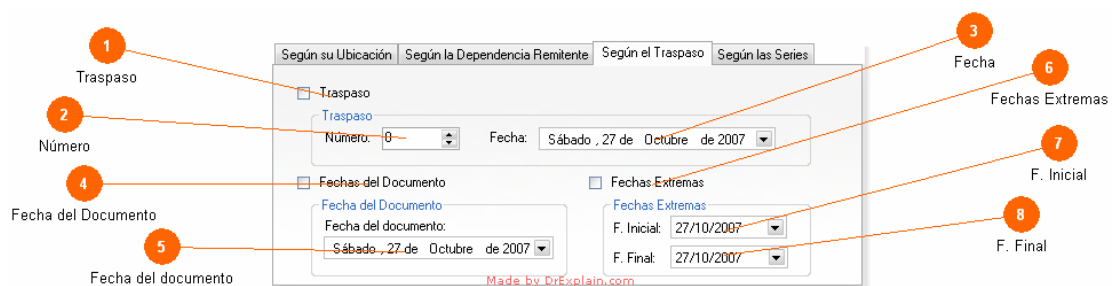 1
Traspaso
2
Número
4
Fecha del Documento
5
Fecha del documento
Según su Ubicación Según la Dependencia Remitente Según el Traspaso Según las Series
Traspaso
Traspaso
Número: 0 Fecha: Sábado , 27 de Octubre de 2007
Fechas del Documento Fechas Extremas
Fecha del Documento Fechas Extremas
Fecha del documento: F. Inicial: 27/10/2007
Sábado , 27 de Octubre de 2007 F. Final: 27/10/2007
Made by DrExplain.com
3
Fecha
6
Fechas Extremas
7
F. Inicial
8
F. Final